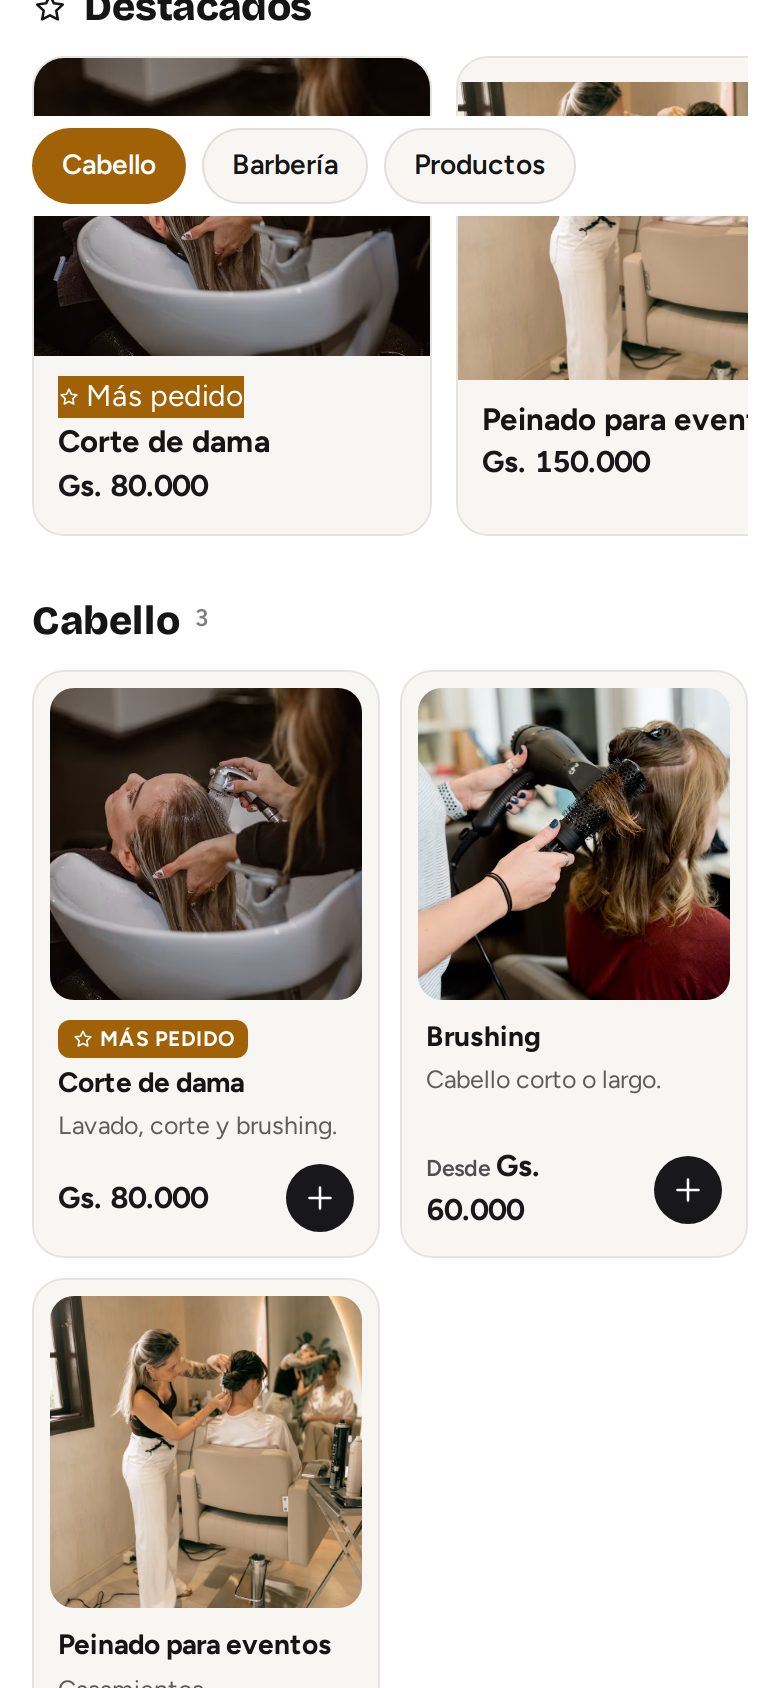 Destacados
Cabello
Barbería
Productos
Más pedido
Corte de dama
Gs. 80.000
Peinado para even
Gs. 150.000
Cabello 3
MÁS PEDIDO
Corte de dama
Lavado, corte y brushing.
Gs. 80.000
Brushing
Cabello corto o largo.
Desde Gs.
60.000
Peinado para eventos
Casamientos,